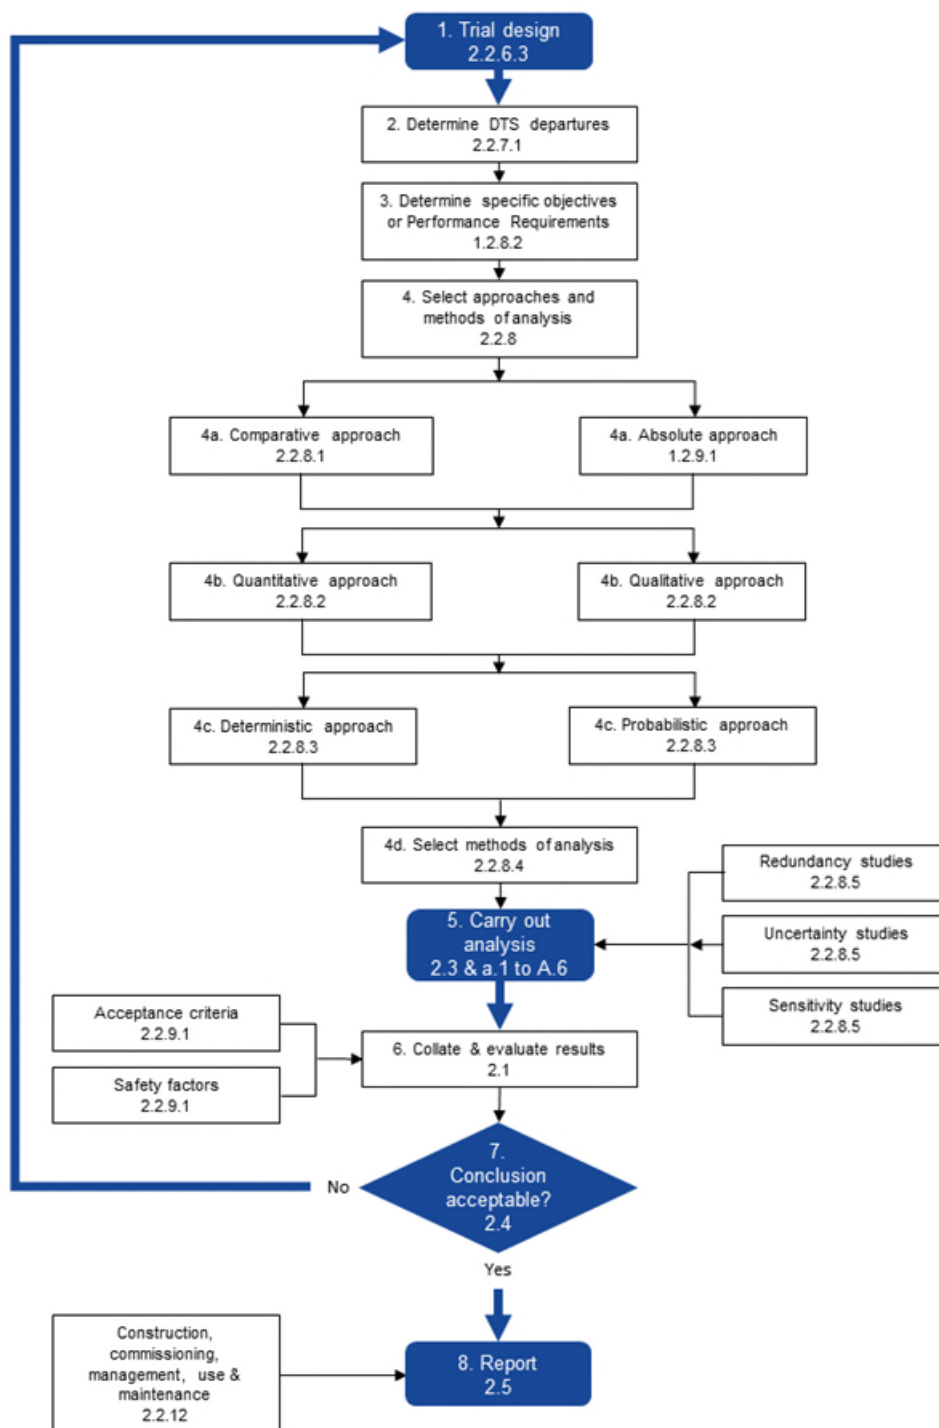 1. Trial design
2.2.6.3
2. Determine DTS departures
2.2.7.1
3. Determine specific objectives
or Performance Requirements
1.2.8.2
4. Select approaches and
methods of analysis
2.2.8
4a. Comparative approach
2.2.8.1
4a. Absolute approach
1.2.9.1
4b. Quantitative approach
2.2.8.2
4b. Qualitative approach
2.2.8.2
4c. Deterministic approach
2.2.8.3
4c. Probabilistic approach
2.2.8.3
4d. Select methods of analysis
2.2.8.4
Redundancy studies
2.2.8.5
5. Carry out
analysis
2.3 & a.1 to A.6
Uncertainty studies
2.2.8.5
Sensitivity studies
2.2.8.5
Acceptance criteria
2.2.9.1
6. Collate & evaluate results
2.1
Safety factors
2.2.9.1
7.
Conclusion
acceptable?
2.4
No
Yes
Construction,
commissioning,
management, use &
maintenance
2.2.12
8. Report
2.5